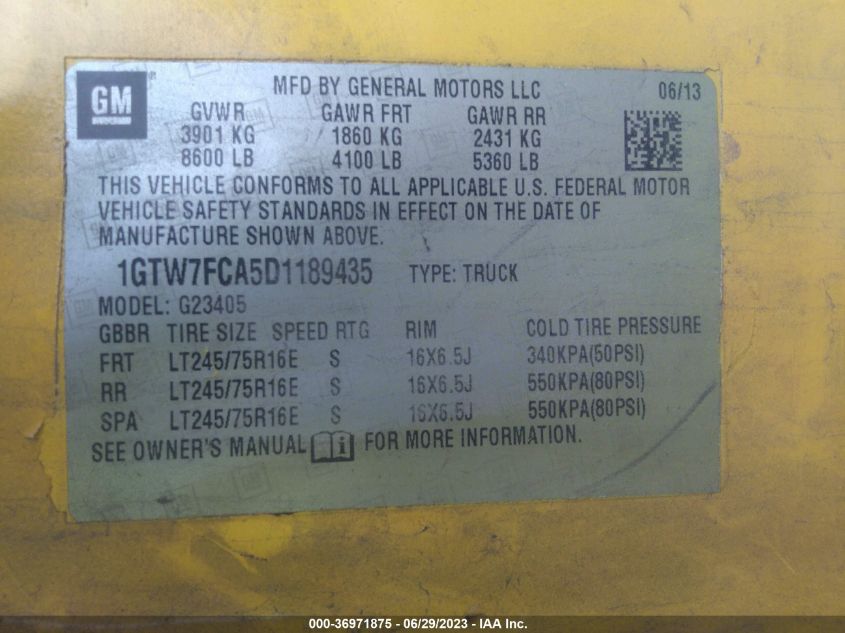 GM
MFD BY GENERAL MOTORS LLC 06/13
GVWR GAWR FRT GAWR RR
3901 KG 1860 KG 2431 KG
8600 LB 4100 LB 5360 LB
THIS VEHICLE CONFORMS TO ALL APPLICABLE U.S. FEDERAL MOTOR
VEHICLE SAFETY STANDARDS IN EFFECT ON THE DATE OF
MANUFACTURE SHOWN ABOVE.
1GTW7FCA5D1189435 TYPE: TRUCK
MODEL: G23405
GBBR TIRE SIZE SPEED RTG RIM COLD TIRE PRESSURE
FRT LT245/75R16E S 16X6.5J 340KPA(50PSI)
RR LT245/75R16E S 16X6.5J 550KPA(80PSI)
SPA LT245/75R16E S 16X6.5J 550KPA(80PSI)
SEE OWNER'S MANUAL i FOR MORE INFORMATION.
000-36971875 - 06/29/2023 - IAA Inc.